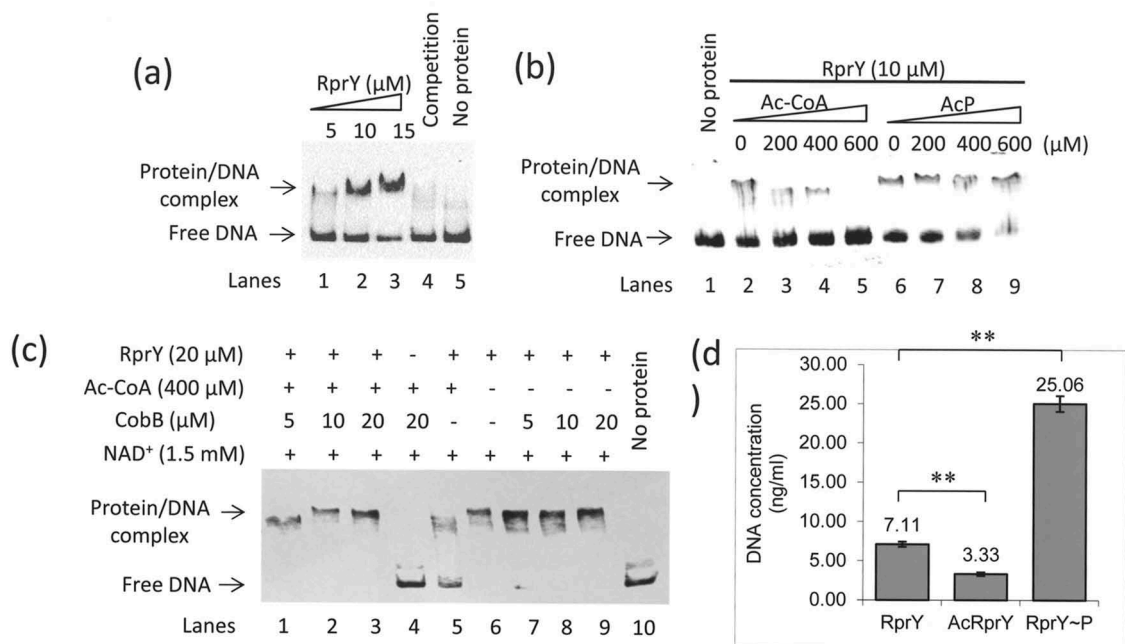 (a)
RprY (μM)
5 10 15
Competition
No protein
Protein/DNA
complex
Free DNA
Lanes 1 2 3 4 5
(b)
No protein
RprY (10 μM)
Ac-CoA AcP
0 200 400 600 0 200 400 600 (μM)
Protein/DNA
complex
Free DNA
Lanes 1 2 3 4 5 6 7 8 9
(c)
RprY (20 μM) + + + - + + + + +
Ac-CoA (400 μM) + + + + + - - - -
CobB (μM) 5 10 20 20 - - 5 10 20
NAD⁺ (1.5 mM) + + + + + + + + +
No protein
Protein/DNA
complex
Free DNA
Lanes 1 2 3 4 5 6 7 8 9 10
(d
)
DNA concentration
(ng/ml)
30.00
25.00
20.00
15.00
10.00
5.00
0.00
**
25.06
**
7.11
3.33
RprY AcRprY RprY~P